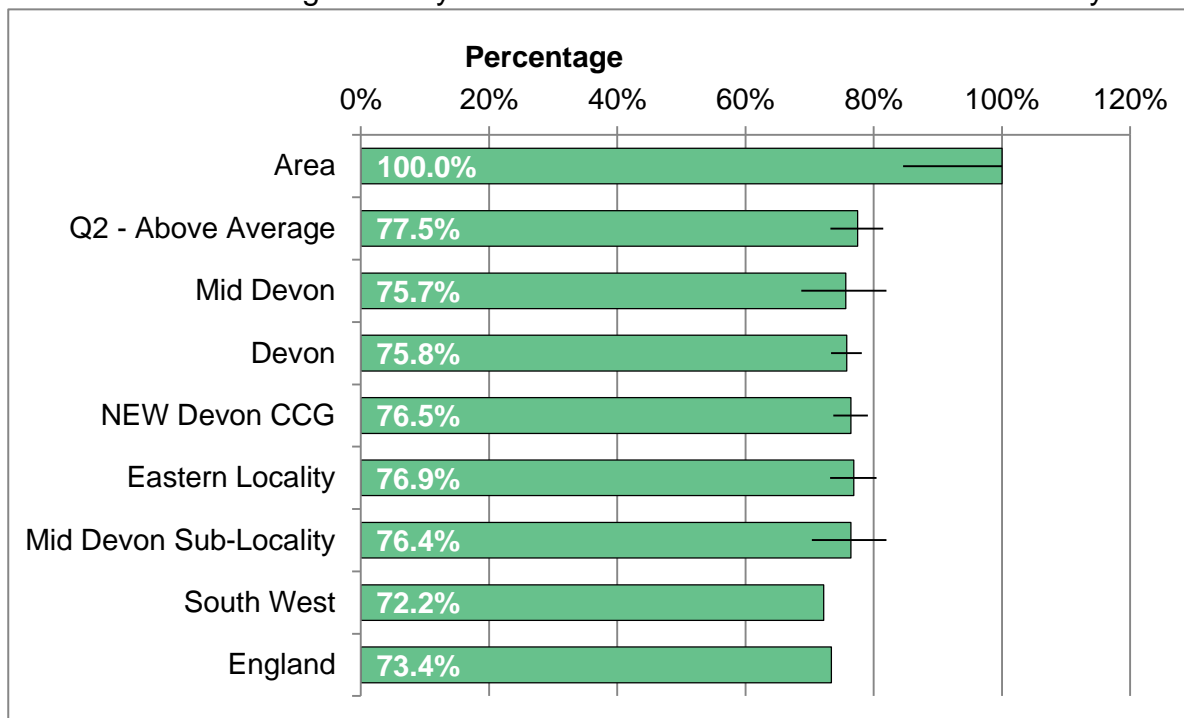 Percentage
0% 20% 40% 60% 80% 100% 120%
Area 100.0%
Q2 - Above Average 77.5%
Mid Devon 75.7%
Devon 75.8%
NEW Devon CCG 76.5%
Eastern Locality 76.9%
Mid Devon Sub-Locality 76.4%
South West 72.2%
England 73.4%